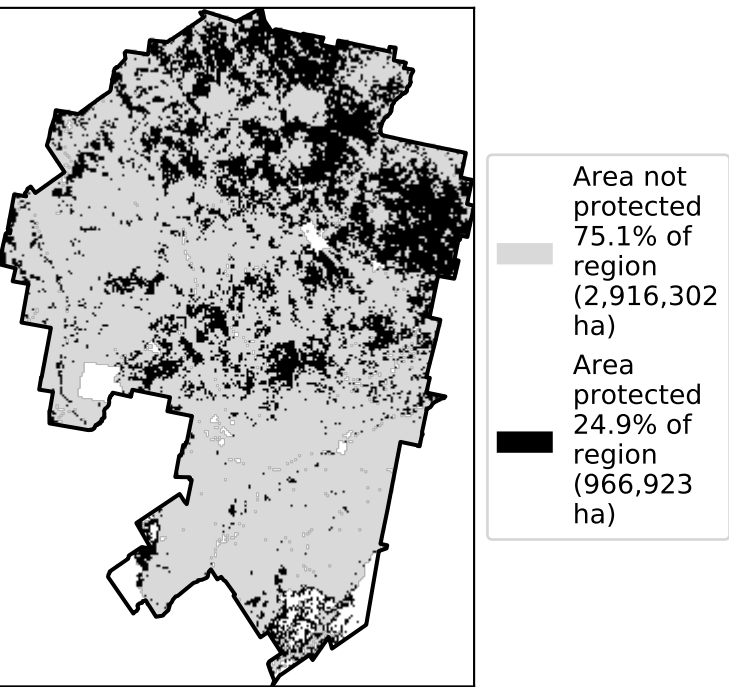 Area not
protected
75.1% of
region
(2,916,302
ha)
Area
protected
24.9% of
region
(966,923
ha)